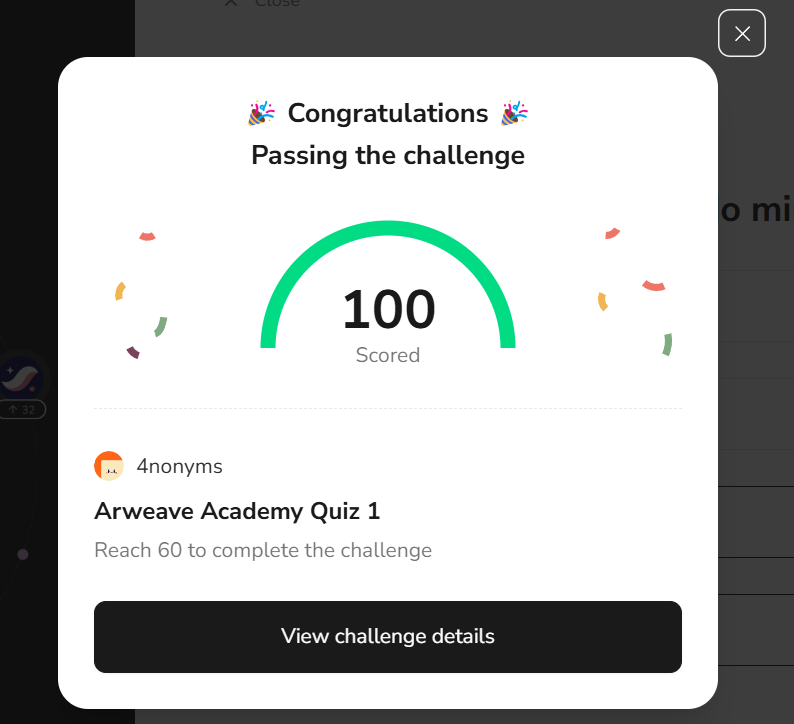 Close
Congratulations
Passing the challenge
o mi
100
Scored
32
4nonyms
Arweave Academy Quiz 1
Reach 60 to complete the challenge
View challenge details